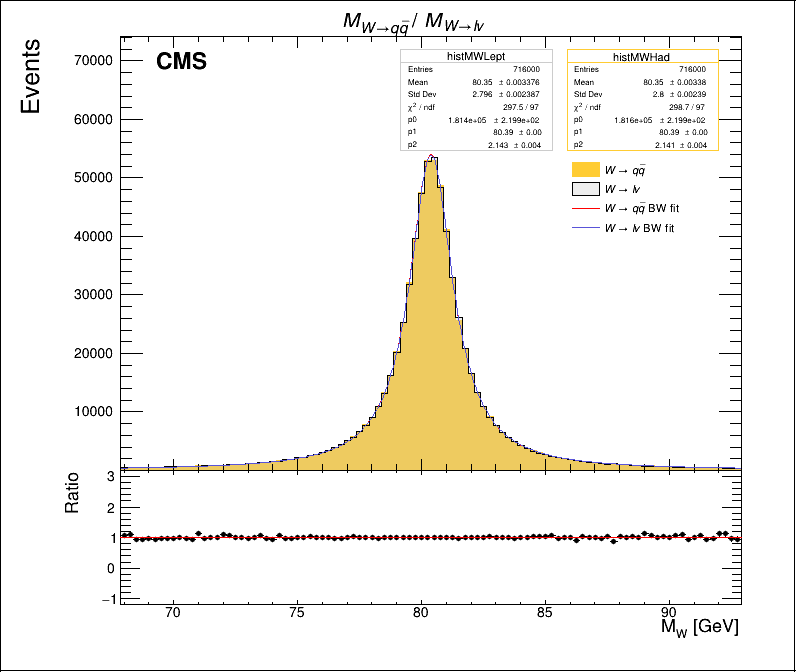 M_{W→qq̅} / M_{W→lν}
Events
CMS
70000
60000
50000
40000
30000
20000
10000
histMWLept
Entries 716000
Mean 80.35 ± 0.003376
Std Dev 2.796 ± 0.002387
χ² / ndf 297.5 / 97
p0 1.814e+05 ± 2.199e+02
p1 80.39 ± 0.00
p2 2.143 ± 0.004
histMWHad
Entries 716000
Mean 80.35 ± 0.00338
Std Dev 2.8 ± 0.00239
χ² / ndf 298.7 / 97
p0 1.816e+05 ± 2.199e+02
p1 80.39 ± 0.00
p2 2.141 ± 0.004
W → qq̅
W → lν
W → qq̅ BW fit
W → lν BW fit
Ratio
3
2
1
0
−1
70 75 80 85 90
M_W [GeV]